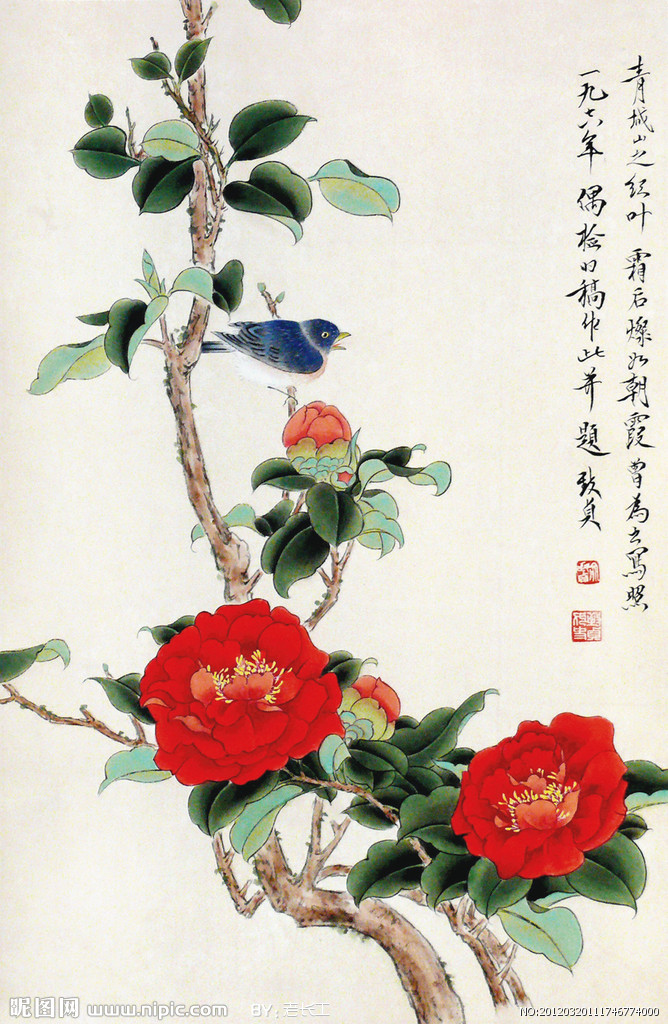 青城山之红叶 霜后灿如朝霞 曾为之写照
一九六年 偶捡旧稿作此并题 致贞
昵图网 www.nipic.com
BY:老长工
NO:20120320111746774000